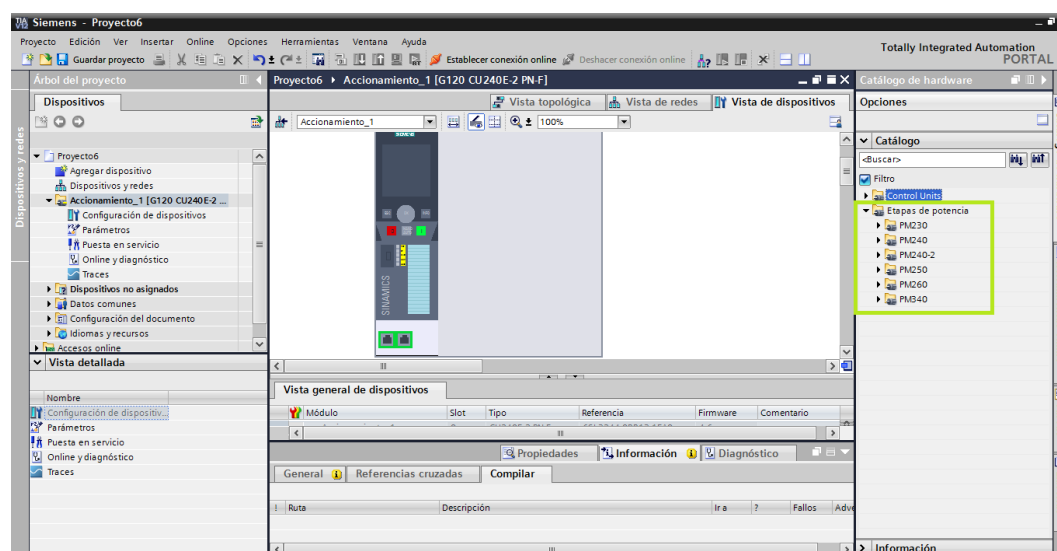 Siemens - Proyecto6
Proyecto Edición Ver Insertar Online Opciones Herramientas Ventana Ayuda
Totally Integrated Automation
PORTAL
Guardar proyecto
Establecer conexión online
Deshacer conexión online
Árbol del proyecto
Dispositivos
Dispositivos y redes
Proyecto6
Agregar dispositivo
Dispositivos y redes
Accionamiento_1 [G120 CU240E-2 ...
Configuración de dispositivos
Parámetros
Puesta en servicio
Online y diagnóstico
Traces
Dispositivos no asignados
Datos comunes
Configuración del documento
Idiomas y recursos
Accesos online
Vista detallada
Nombre
Configuración de dispositiv...
Parámetros
Puesta en servicio
Online y diagnóstico
Traces
Proyecto6 Accionamiento_1 [G120 CU240E-2 PN-F]
Vista topológica
Vista de redes
Vista de dispositivos
Accionamiento_1
100%
SINAMICS
Vista general de dispositivos
Módulo Slot Tipo Referencia Firmware Comentario
Propiedades
Información
Diagnóstico
General
Referencias cruzadas
Compilar
! Ruta Descripción Ir a ? Fallos Adve
Catálogo de hardware
Opciones
Catálogo
<Buscar>
Filtro
Control Units
Etapas de potencia
PM230
PM240
PM240-2
PM250
PM260
PM340
Información